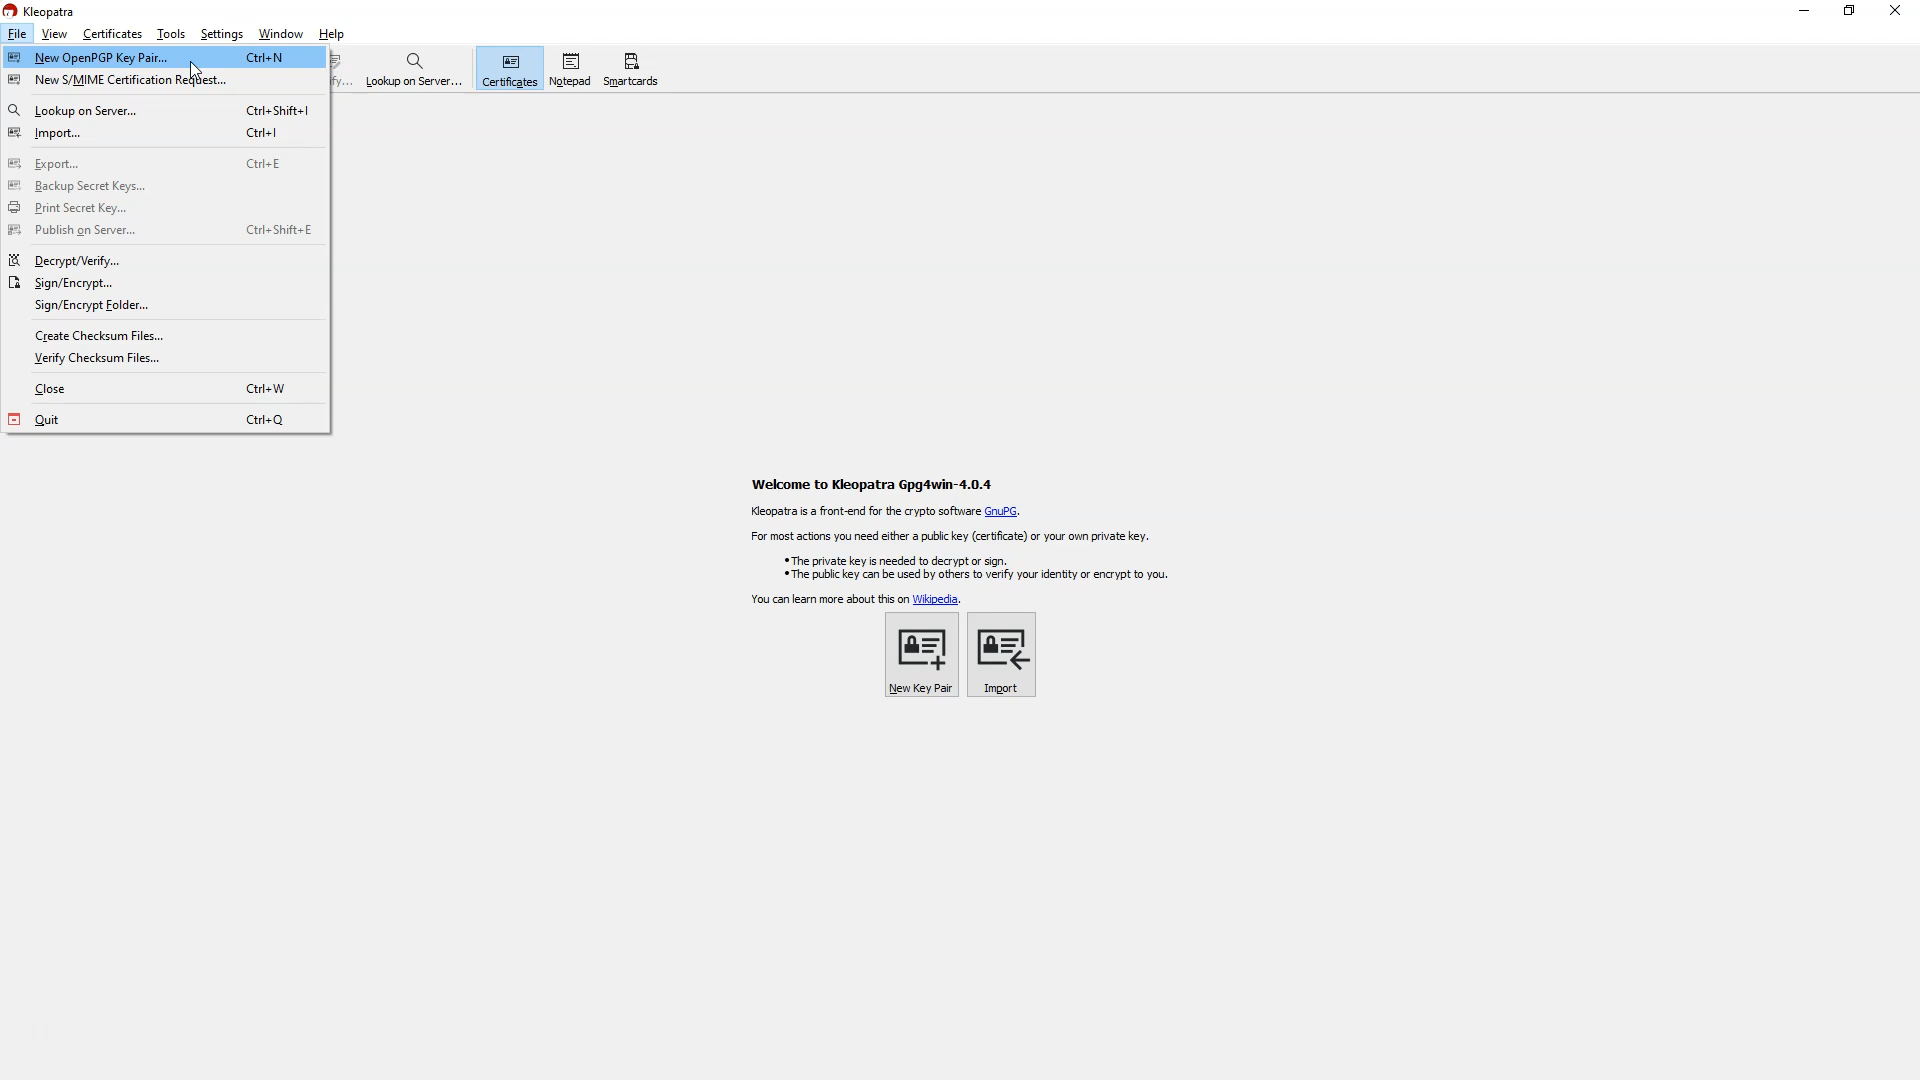 Kleopatra
File View Certificates Tools Settings Window Help
New OpenPGP Key Pair... Ctrl+N
New S/MIME Certification Request...
fy... Lookup on Server... Certificates Notepad Smartcards
Lookup on Server... Ctrl+Shift+I
Import... Ctrl+I
Export... Ctrl+E
Backup Secret Keys...
Print Secret Key...
Publish on Server... Ctrl+Shift+E
Decrypt/Verify...
Sign/Encrypt...
Sign/Encrypt Folder...
Create Checksum Files...
Verify Checksum Files...
Close Ctrl+W
Quit Ctrl+Q
Welcome to Kleopatra Gpg4win-4.0.4
Kleopatra is a front-end for the crypto software GnuPG.
For most actions you need either a public key (certificate) or your own private key.
•The private key is needed to decrypt or sign.
•The public key can be used by others to verify your identity or encrypt to you.
You can learn more about this on Wikipedia.
New Key Pair Import